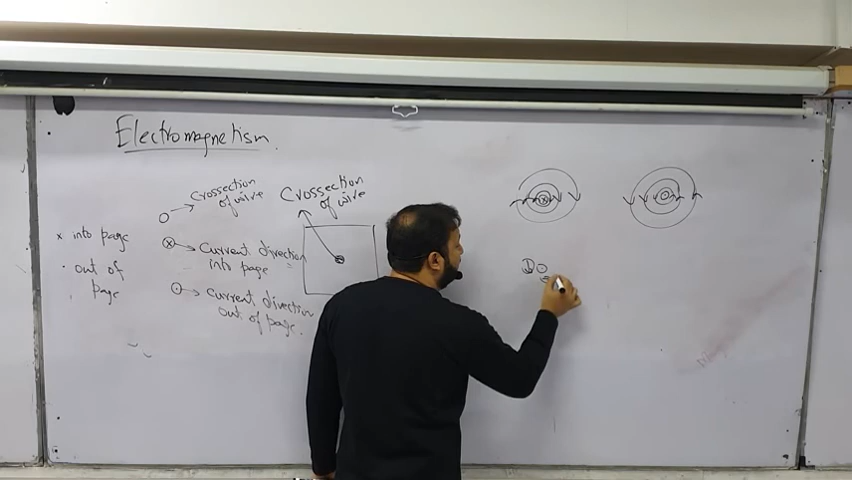 Electromagnetism.
Crossection
of wire
Crossection
of wire
x into page
. out of
page
Current direction
into page
Current direction
out of page.